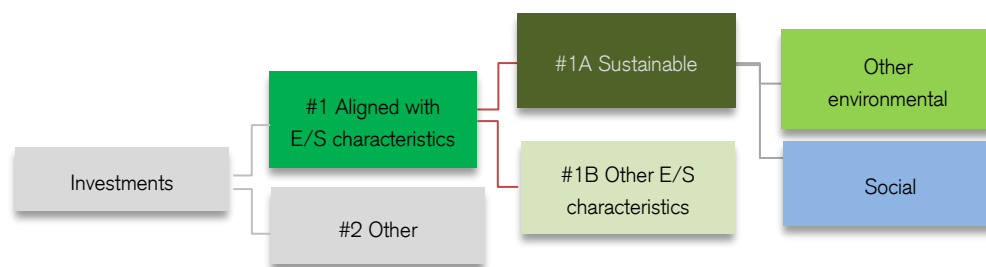 Investments
#1 Aligned with
E/S characteristics
#2 Other
#1A Sustainable
#1B Other E/S
characteristics
Other
environmental
Social